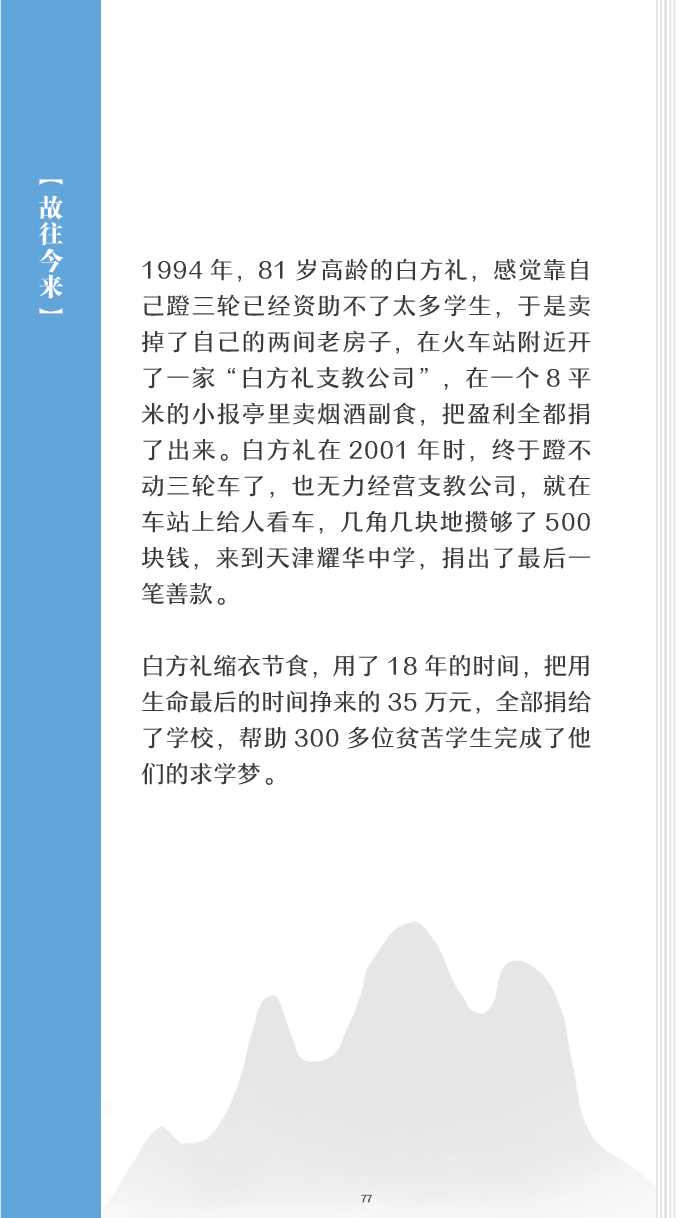 【故往今来】
1994 年，81 岁高龄的白方礼，感觉靠自
己蹬三轮已经资助不了太多学生，于是卖
掉了自己的两间老房子，在火车站附近开
了一家“白方礼支教公司”，在一个 8 平
米的小报亭里卖烟酒副食，把盈利全都捐
了出来。白方礼在 2001 年时，终于蹬不
动三轮车了，也无力经营支教公司，就在
车站上给人看车，几角几块地攒够了 500
块钱，来到天津耀华中学，捐出了最后一
笔善款。
白方礼缩衣节食，用了 18 年的时间，把用
生命最后的时间挣来的 35 万元，全部捐给
了学校，帮助 300 多位贫苦学生完成了他
们的求学梦。
77